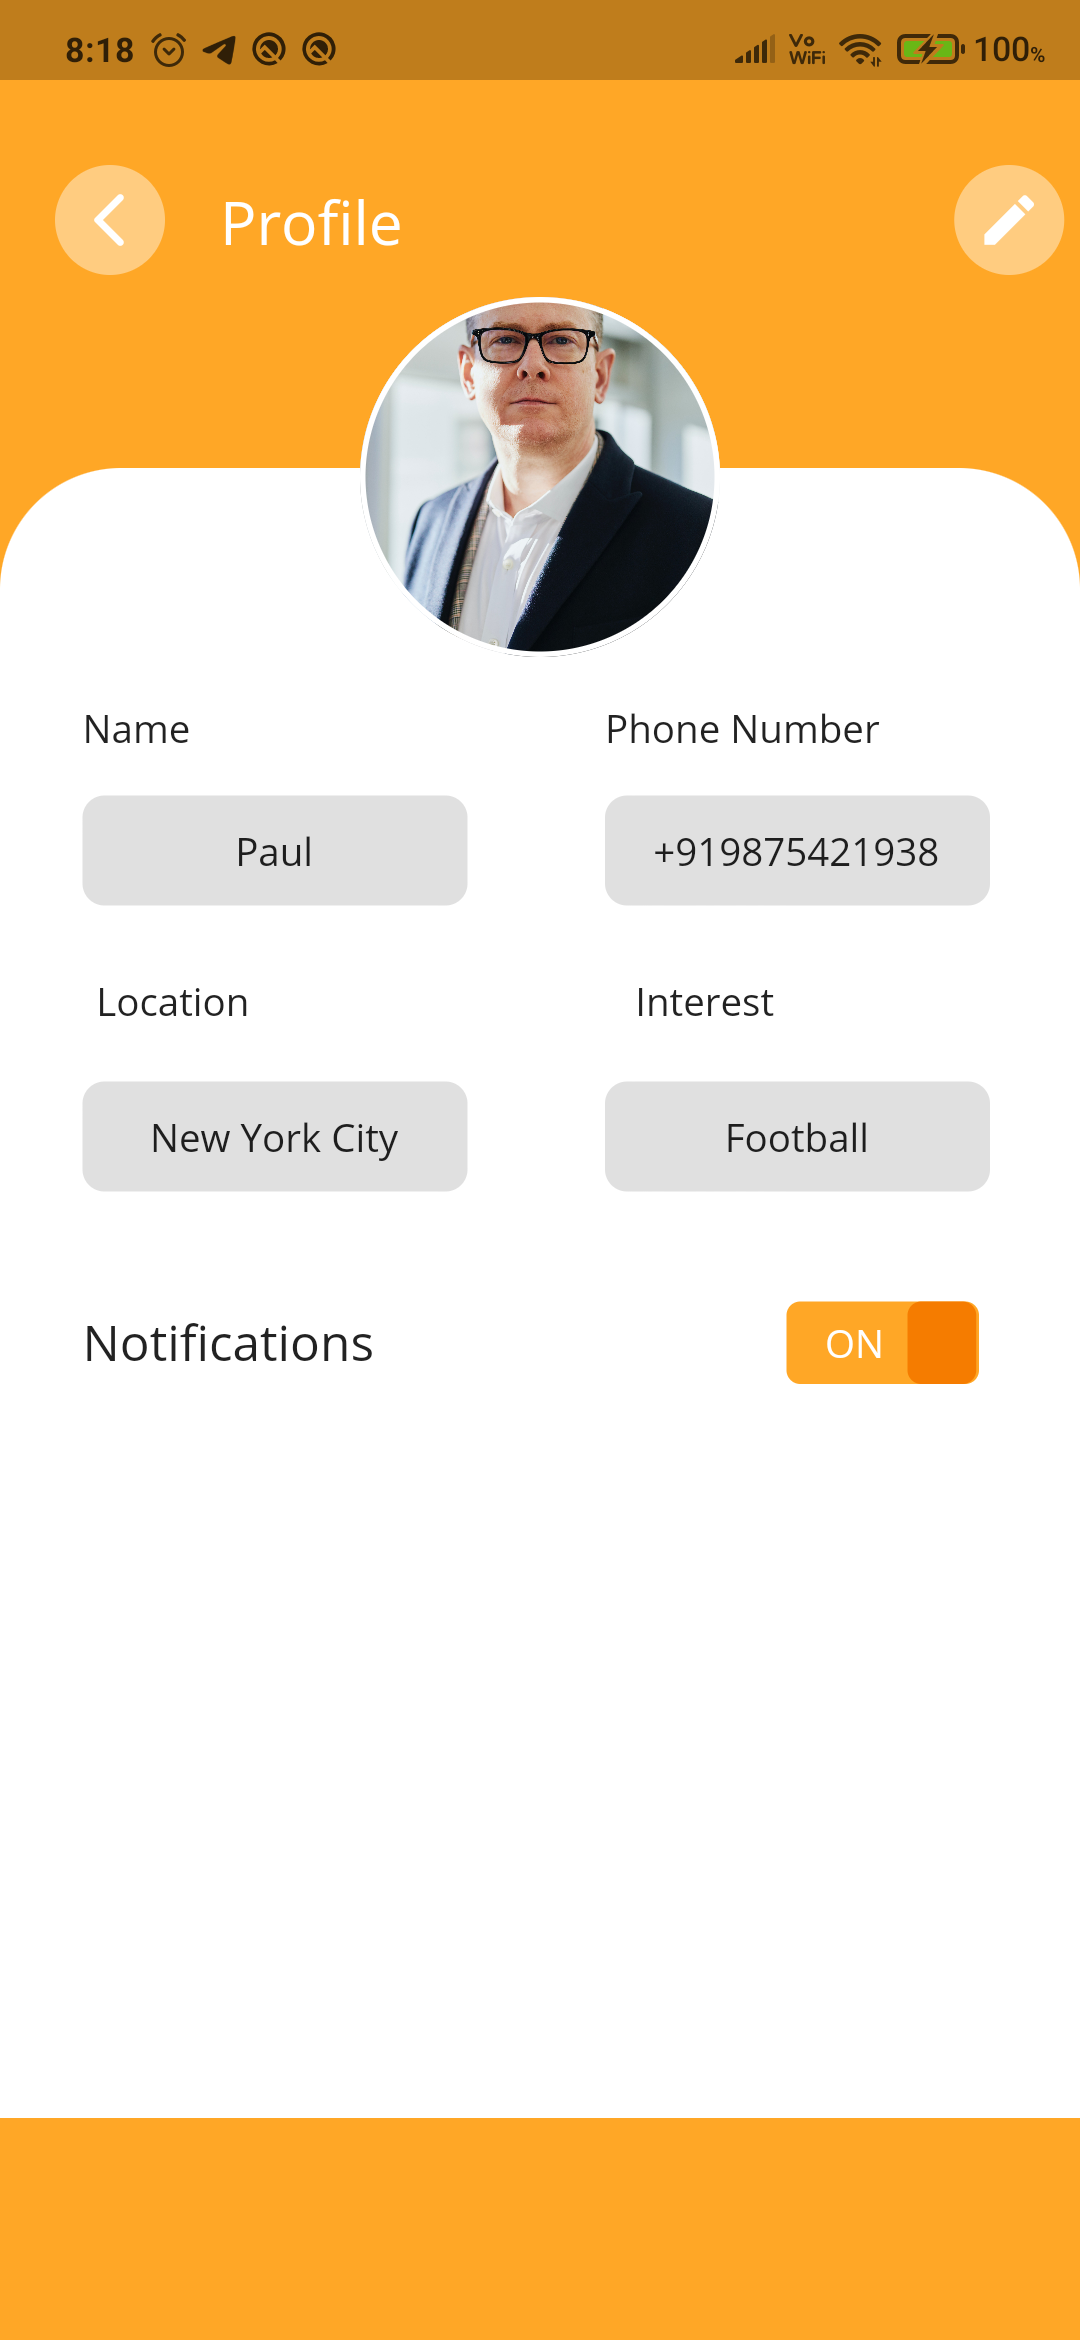 8:18 Vo WiFi 100%
Profile
Name Phone Number
Paul +919875421938
Location Interest
New York City Football
Notifications ON